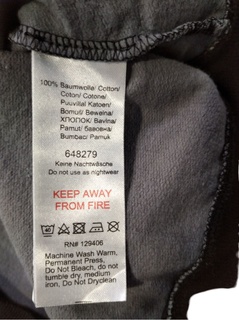 100% Baumwolle/ Cotton/
Coton/ Cotone/
Puuvilla/ Katoen/
Bomuld/ Bawełna/
ХЛОПОК/ Bavlna/
Pamut/ бавовна/
Bumbac/ Pamuk
648279
Keine Nachtwäsche
Do not use as nightwear
KEEP AWAY
FROM FIRE
40
RN# 129406
Machine Wash Warm,
Permanent Press,
Do Not Bleach, do not
tumble dry, medium
iron, Do Not Dryclean